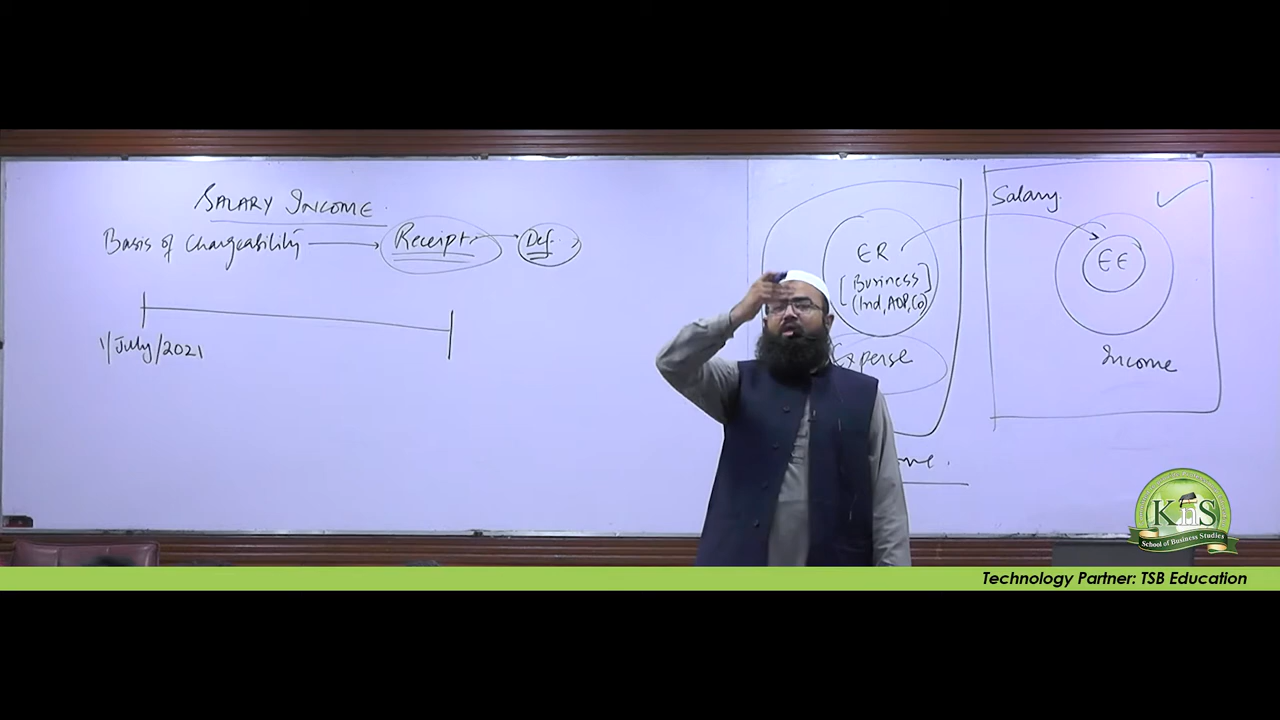 SALARY INCOME
Basis of Chargeability → Receipt → Def
1/July/2021
ER
[Business]
(Ind, AOP, Co)
Expense
Salary ✓
EE
Income
KnS
School of Business Studies
Technology Partner: TSB Education